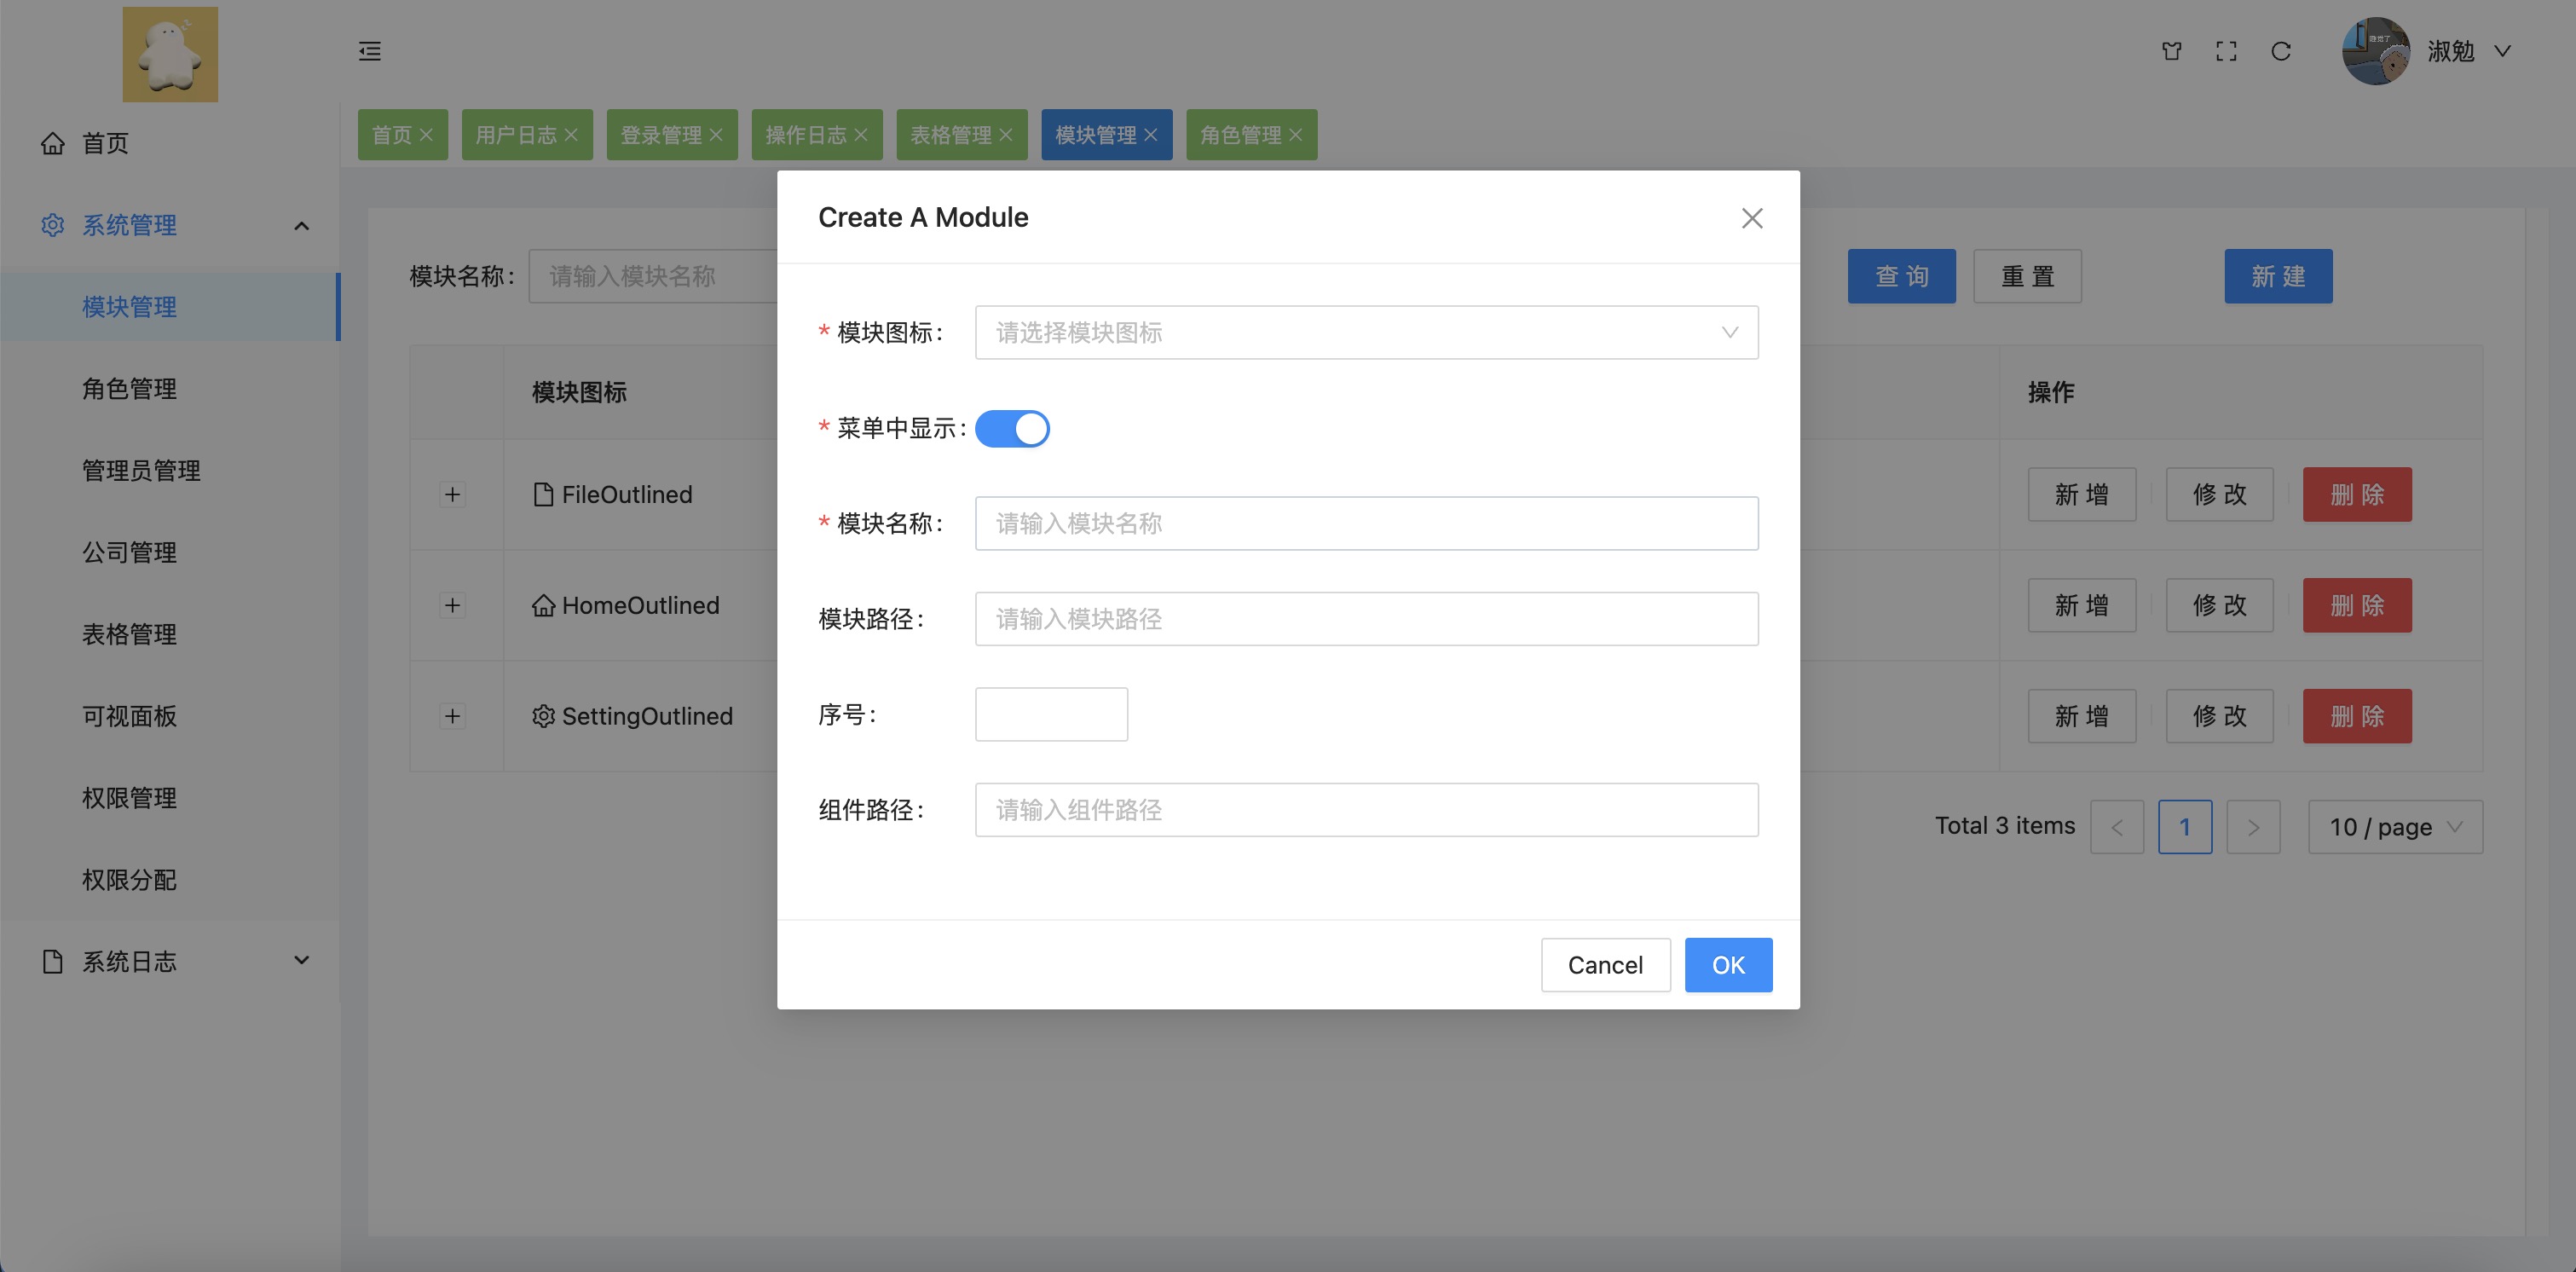 淑勉
首页
用户日志
登录管理
操作日志
表格管理
模块管理
角色管理
首页
系统管理
模块管理
角色管理
管理员管理
公司管理
表格管理
可视面板
权限管理
权限分配
系统日志
模块名称:
请输入模块名称
查 询
重 置
新 建
模块图标
操作
FileOutlined
新 增
修 改
删 除
HomeOutlined
新 增
修 改
删 除
SettingOutlined
新 增
修 改
删 除
Total 3 items
1
10 / page
Create A Module
* 模块图标:
请选择模块图标
* 菜单中显示:
* 模块名称:
请输入模块名称
模块路径:
请输入模块路径
序号:
组件路径:
请输入组件路径
Cancel
OK